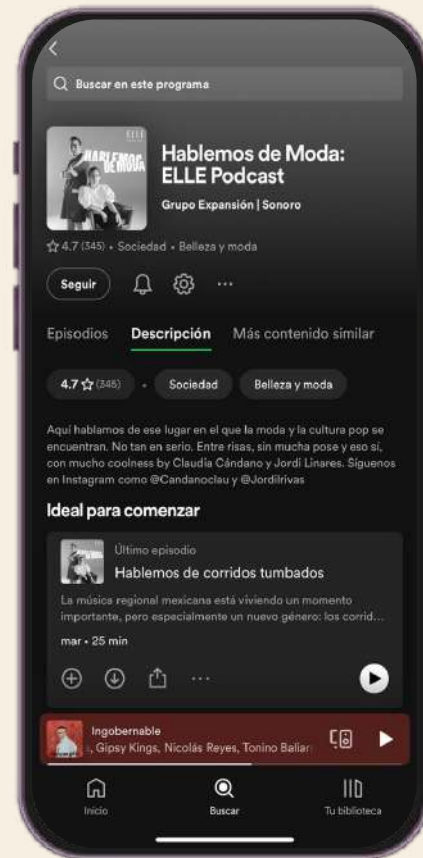 Buscar en este programa
ELLE
HABLEMOS
DE MODA
Hablemos de Moda:
ELLE Podcast
Grupo Expansión | Sonoro
4.7 (345) • Sociedad • Belleza y moda
Seguir
Episodios Descripción Más contenido similar
4.7 (345) • Sociedad Belleza y moda
Aquí hablamos de ese lugar en el que la moda y la cultura pop se
encuentran. No tan en serio. Entre risas, sin mucha pose y eso sí,
con mucho coolness by Claudia Cándano y Jordi Linares. Síguenos
en Instagram como @Candanoclau y @Jordilrivas
Ideal para comenzar
Último episodio
Hablemos de corridos tumbados
La música regional mexicana está viviendo un momento
importante, pero especialmente un nuevo género: los corrid...
mar • 25 min
Ingobernable
s, Gipsy Kings, Nicolás Reyes, Tonino Baliar
Inicio
Buscar
Tu biblioteca